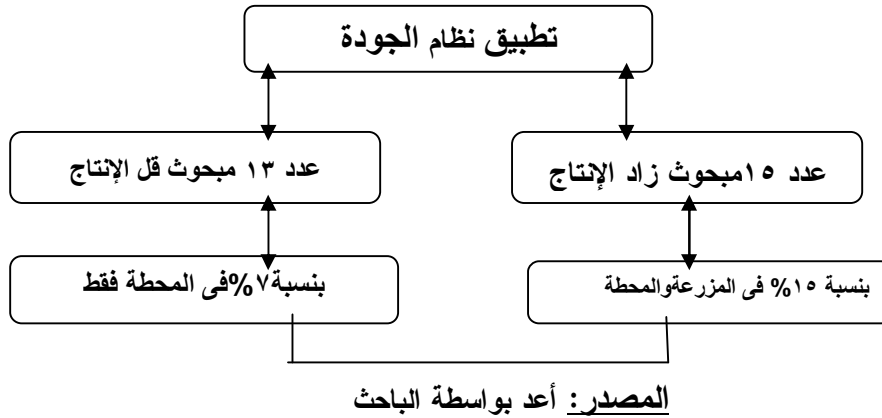 تطبيق نظام الجودة
عدد ١٥مبحوث زاد الإنتاج
عدد ١٣ مبحوث قل الإنتاج
بنسبة ١٥% فى المزرعةوالمحطة
بنسبة٧%فى المحطة فقط
المصدر: أعد بواسطة الباحث